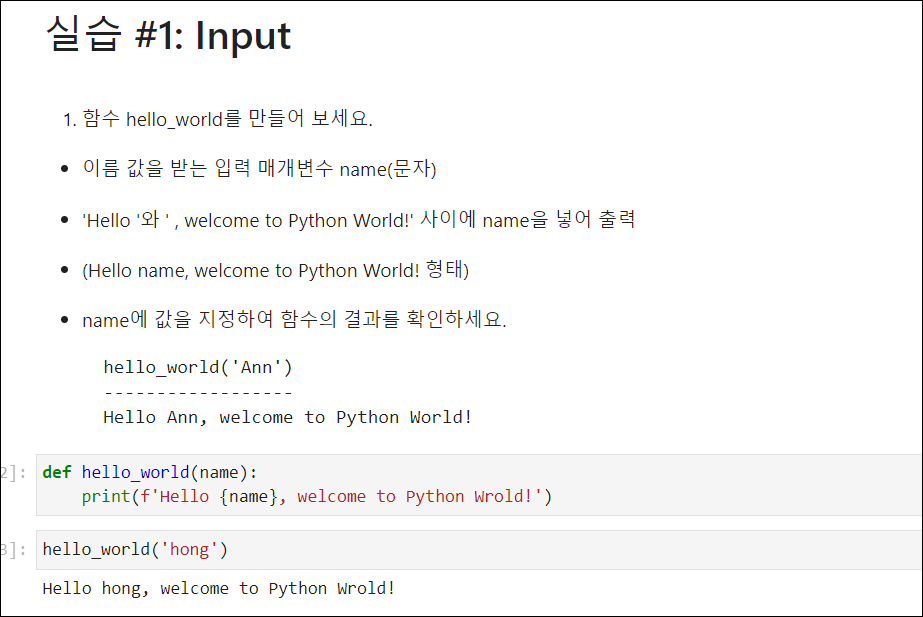 실습 #1: Input
1. 함수 hello_world를 만들어 보세요.
• 이름 값을 받는 입력 매개변수 name(문자)
• 'Hello '와 ' , welcome to Python World!' 사이에 name을 넣어 출력
• (Hello name, welcome to Python World! 형태)
• name에 값을 지정하여 함수의 결과를 확인하세요.
hello_world('Ann')
------------------
Hello Ann, welcome to Python World!
2]: def hello_world(name):
print(f'Hello {name}, welcome to Python Wrold!')
3]: hello_world('hong')
Hello hong, welcome to Python Wrold!